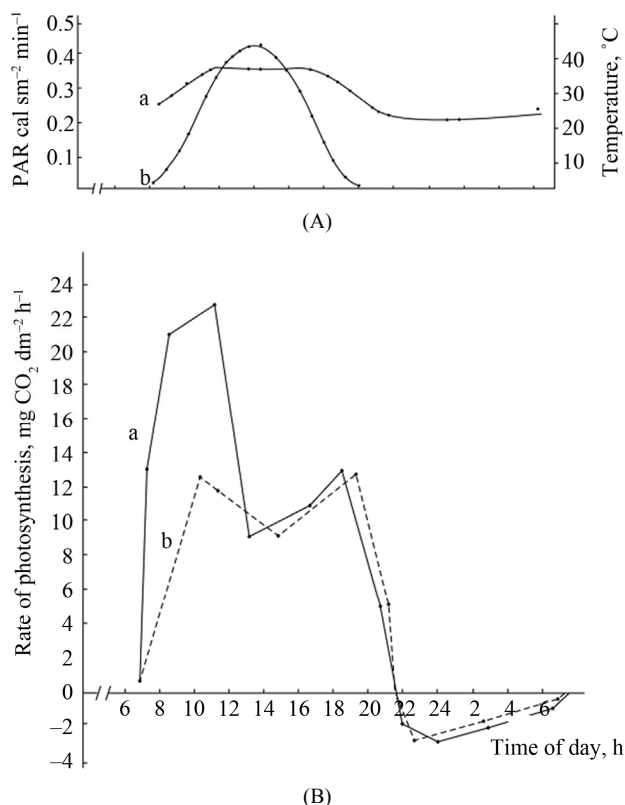 PAR cal sm⁻² min⁻¹
0.5
0.4
0.3
0.2
0.1
a
b
Temperature, °C
40
30
20
10
(A)
Rate of photosynthesis, mg CO₂ dm⁻² h⁻¹
24
22
20
18
16
14
12
10
8
6
4
2
0
−2
−4
a
b
6 8 10 12 14 16 18 20 22 24 2 4 6
Time of day, h
(B)